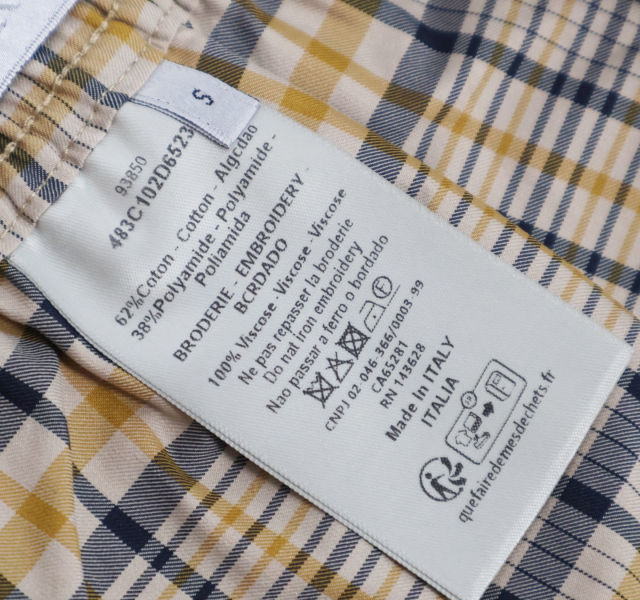 S
93850
483C102D6523
62%Coton - Cotton - Algcdao
38%Polyamide - Polyamide -
Poliamida
BRODERIE - EMBROIDERY -
BCRDADO
100% Viscose - Viscose - Viscose
Ne pas repasser la broderie
Do not iron embroidery
Nao passar a ferro o bordado
CNPJ 02 046 366/0003 99
CA65281
RN 143628
Made In ITALY
ITALIA
quefairedemesdechets.fr